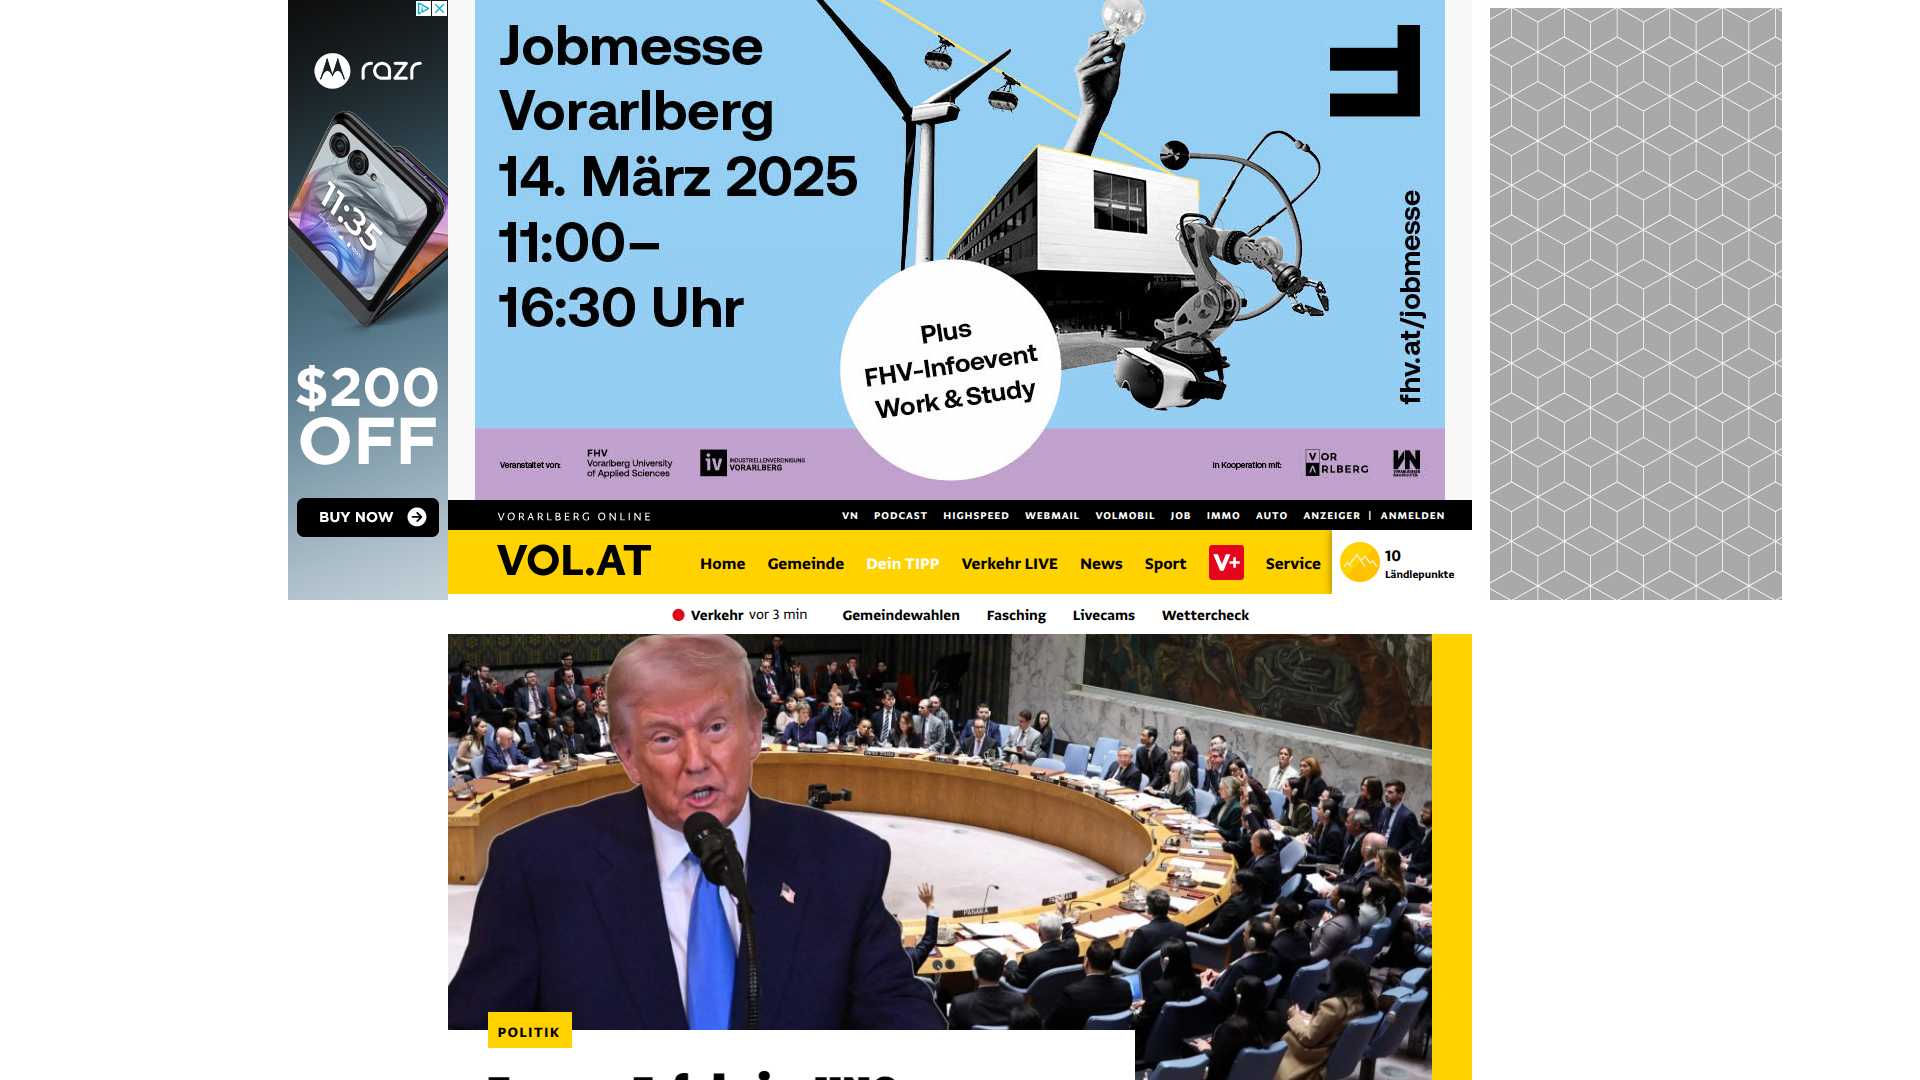 razr
11:35
$200
OFF
BUY NOW
Jobmesse
Vorarlberg
14. März 2025
11:00–
16:30 Uhr
Plus
FHV-Infoevent
Work & Study
fhv.at/jobmesse
Veranstaltet von:
FHV
Vorarlberg University
of Applied Sciences
iv
INDUSTRIELLENVEREINIGUNG
VORARLBERG
In Kooperation mit:
VOR
ARLBERG
VN
VORARLBERG ONLINE
VN PODCAST HIGHSPEED WEBMAIL VOLMOBIL JOB IMMO AUTO ANZEIGER | ANMELDEN
VOL.AT
Home Gemeinde Dein TIPP Verkehr LIVE News Sport V+ Service
10
Ländlepunkte
Verkehr vor 3 min Gemeindewahlen Fasching Livecams Wettercheck
PANAMA
POLITIK